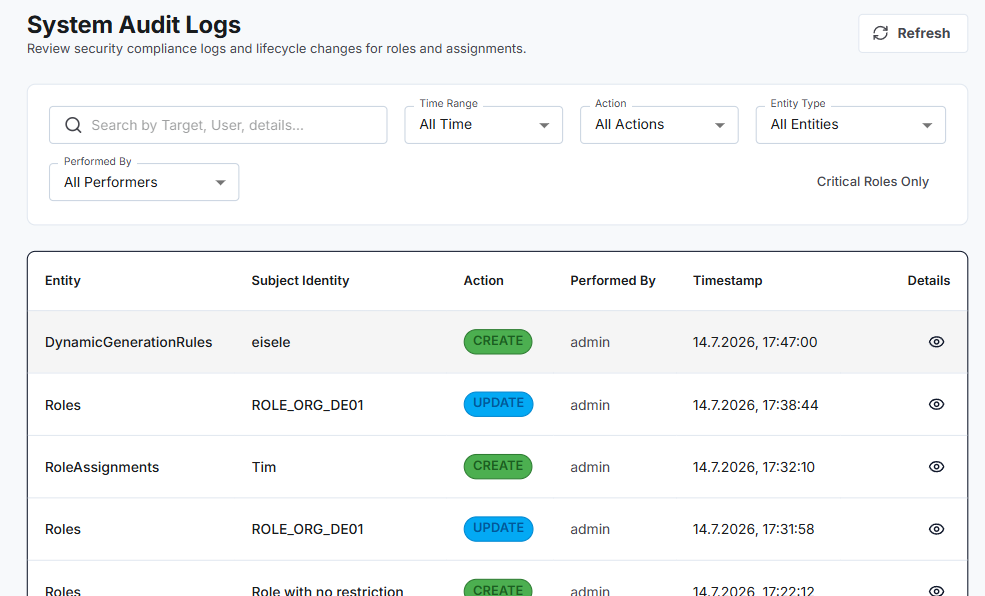 System Audit Logs
Review security compliance logs and lifecycle changes for roles and assignments.
Refresh
Search by Target, User, details...
Time Range
All Time
Action
All Actions
Entity Type
All Entities
Performed By
All Performers
Critical Roles Only
Entity Subject Identity Action Performed By Timestamp Details
DynamicGenerationRules eisele CREATE admin 14.7.2026, 17:47:00
Roles ROLE_ORG_DE01 UPDATE admin 14.7.2026, 17:38:44
RoleAssignments Tim CREATE admin 14.7.2026, 17:32:10
Roles ROLE_ORG_DE01 UPDATE admin 14.7.2026, 17:31:58
Roles Role with no restriction CREATE admin 14.7.2026, 17:22:12